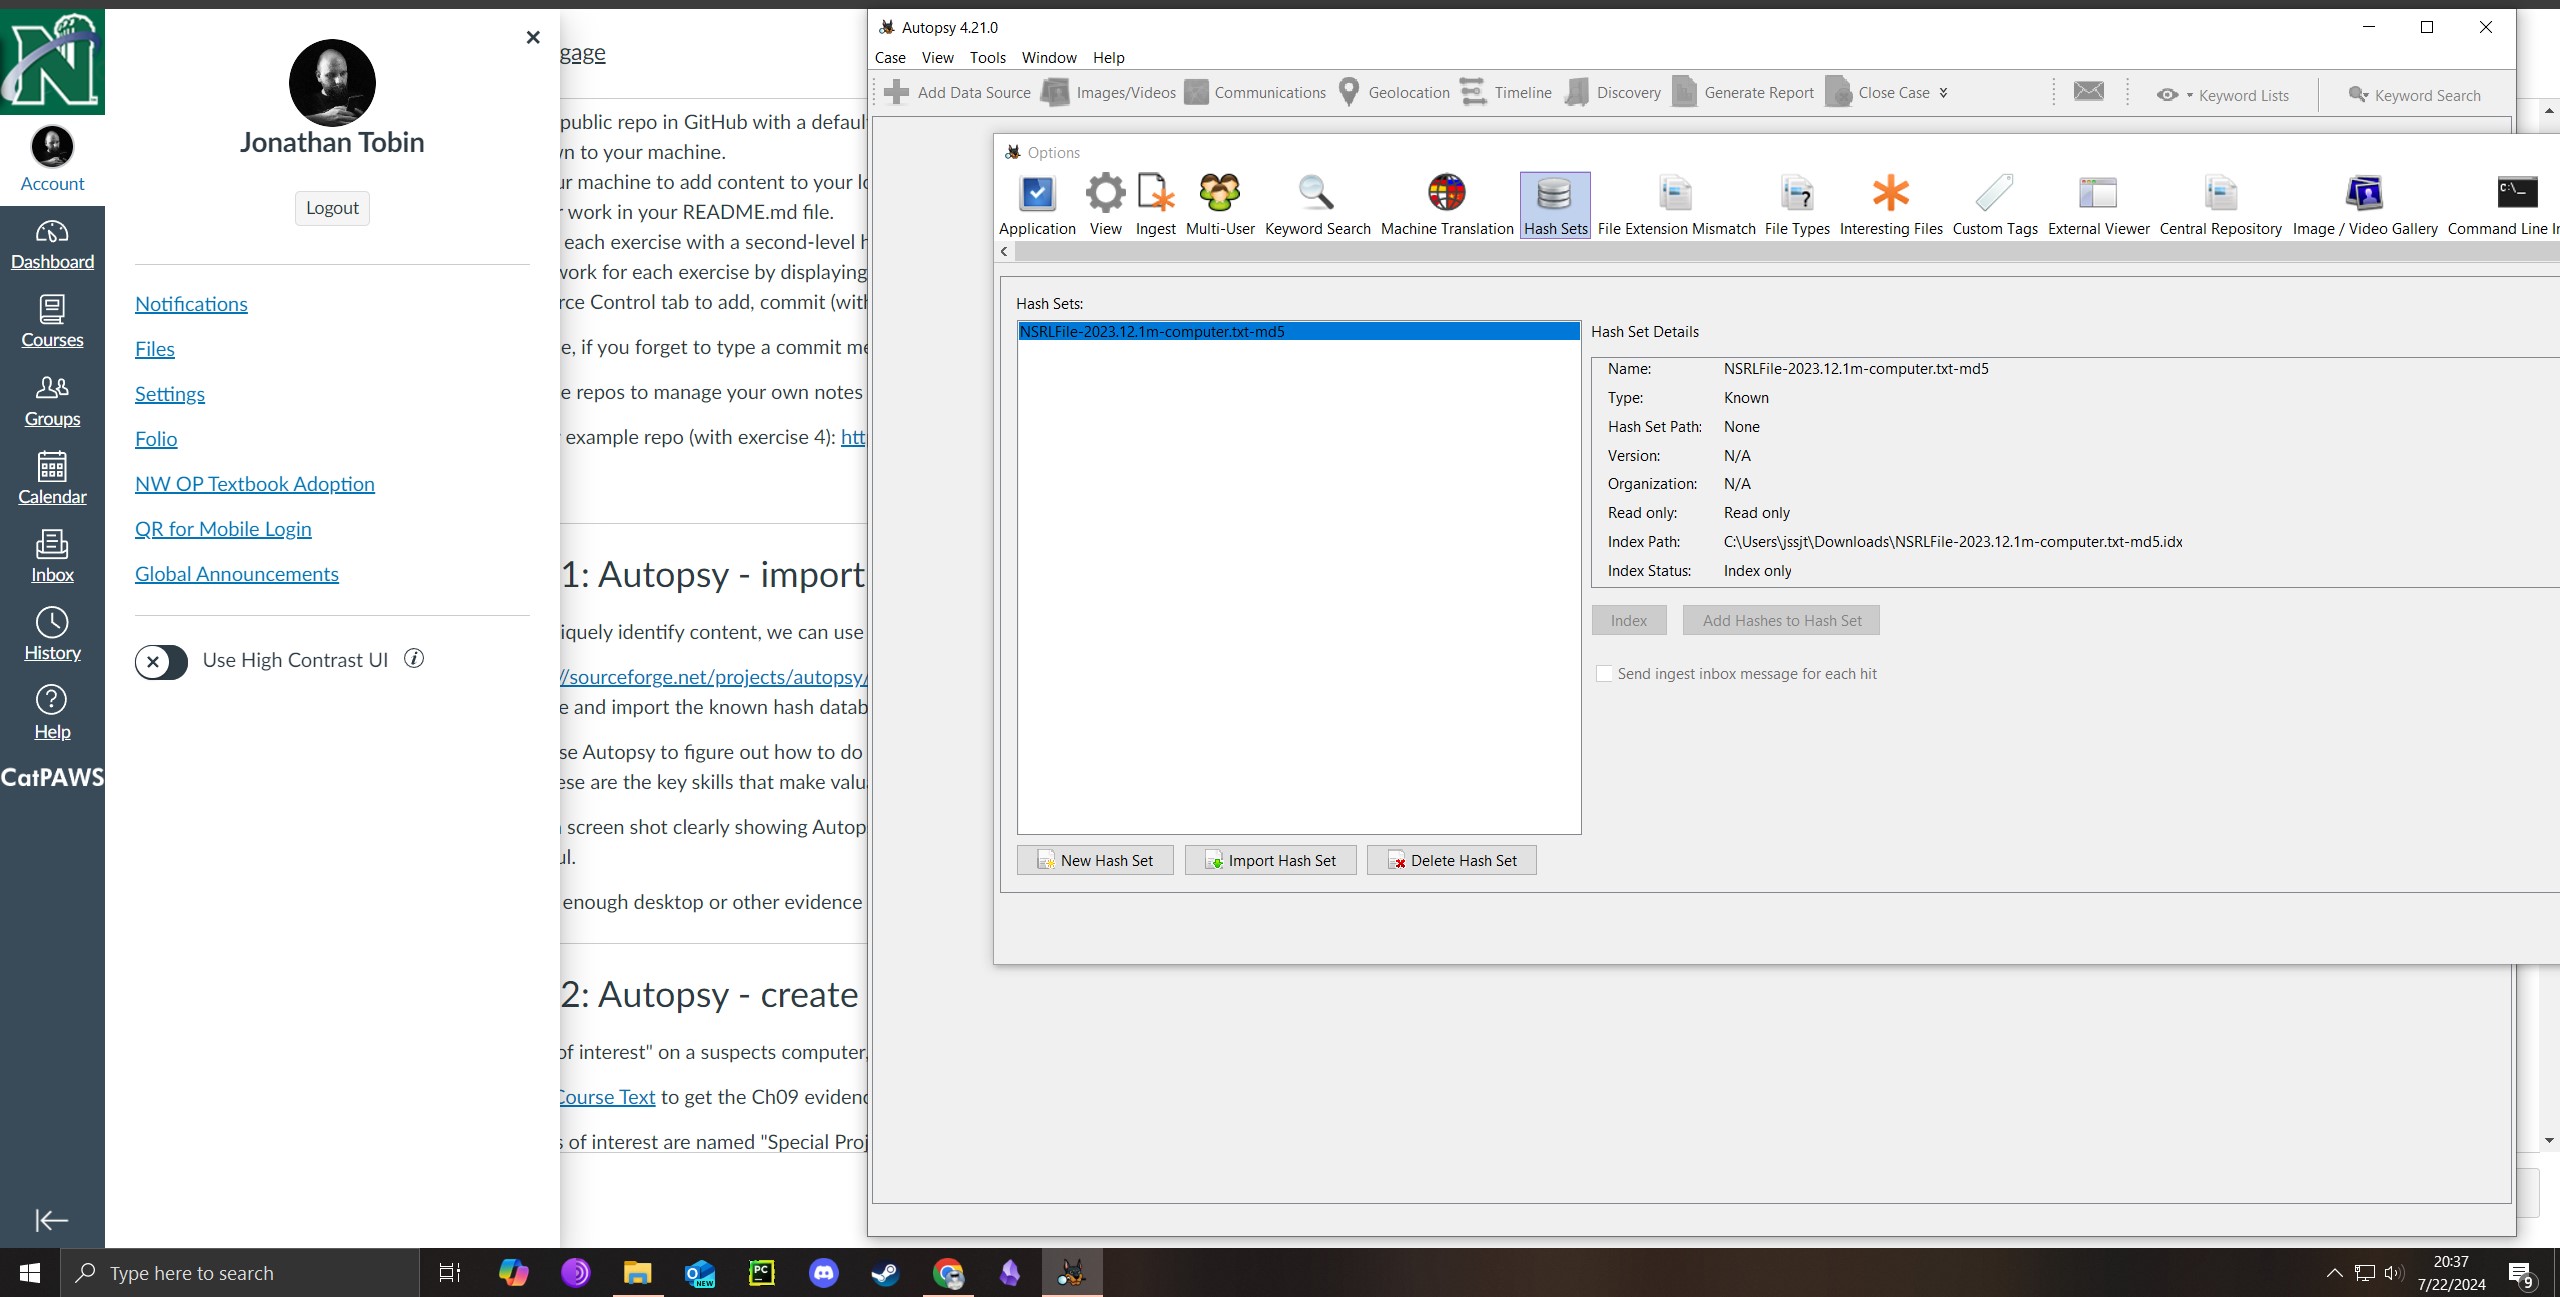 Account
Dashboard
Courses
Groups
Calendar
Inbox
History
Help
CatPAWS
Jonathan Tobin
Logout
Notifications
Files
Settings
Folio
NW OP Textbook Adoption
QR for Mobile Login
Global Announcements
Use High Contrast UI
gage
public repo in GitHub with a defaul
n to your machine.
ur machine to add content to your lo
work in your README.md file.
each exercise with a second-level h
work for each exercise by displaying
rce Control tab to add, commit (with
e, if you forget to type a commit me
e repos to manage your own notes
example repo (with exercise 4): htt
1: Autopsy - import
iquely identify content, we can use
//sourceforge.net/projects/autopsy/
e and import the known hash datab
se Autopsy to figure out how to do
ese are the key skills that make valu
screen shot clearly showing Autop
ul.
enough desktop or other evidence
2: Autopsy - create
of interest" on a suspects computer,
Course Text to get the Ch09 evidenc
s of interest are named "Special Proj
Autopsy 4.21.0
Case View Tools Window Help
Add Data Source Images/Videos Communications Geolocation Timeline Discovery Generate Report Close Case Keyword Lists Keyword Search
Options
Application View Ingest Multi-User Keyword Search Machine Translation Hash Sets File Extension Mismatch File Types Interesting Files Custom Tags External Viewer Central Repository Image / Video Gallery Command Line In
Hash Sets:
NSRLFile-2023.12.1m-computer.txt-md5
Hash Set Details
Name: NSRLFile-2023.12.1m-computer.txt-md5
Type: Known
Hash Set Path: None
Version: N/A
Organization: N/A
Read only: Read only
Index Path: C:\Users\jssjt\Downloads\NSRLFile-2023.12.1m-computer.txt-md5.idx
Index Status: Index only
Index Add Hashes to Hash Set
Send ingest inbox message for each hit
New Hash Set Import Hash Set Delete Hash Set
Type here to search
20:37
7/22/2024
9